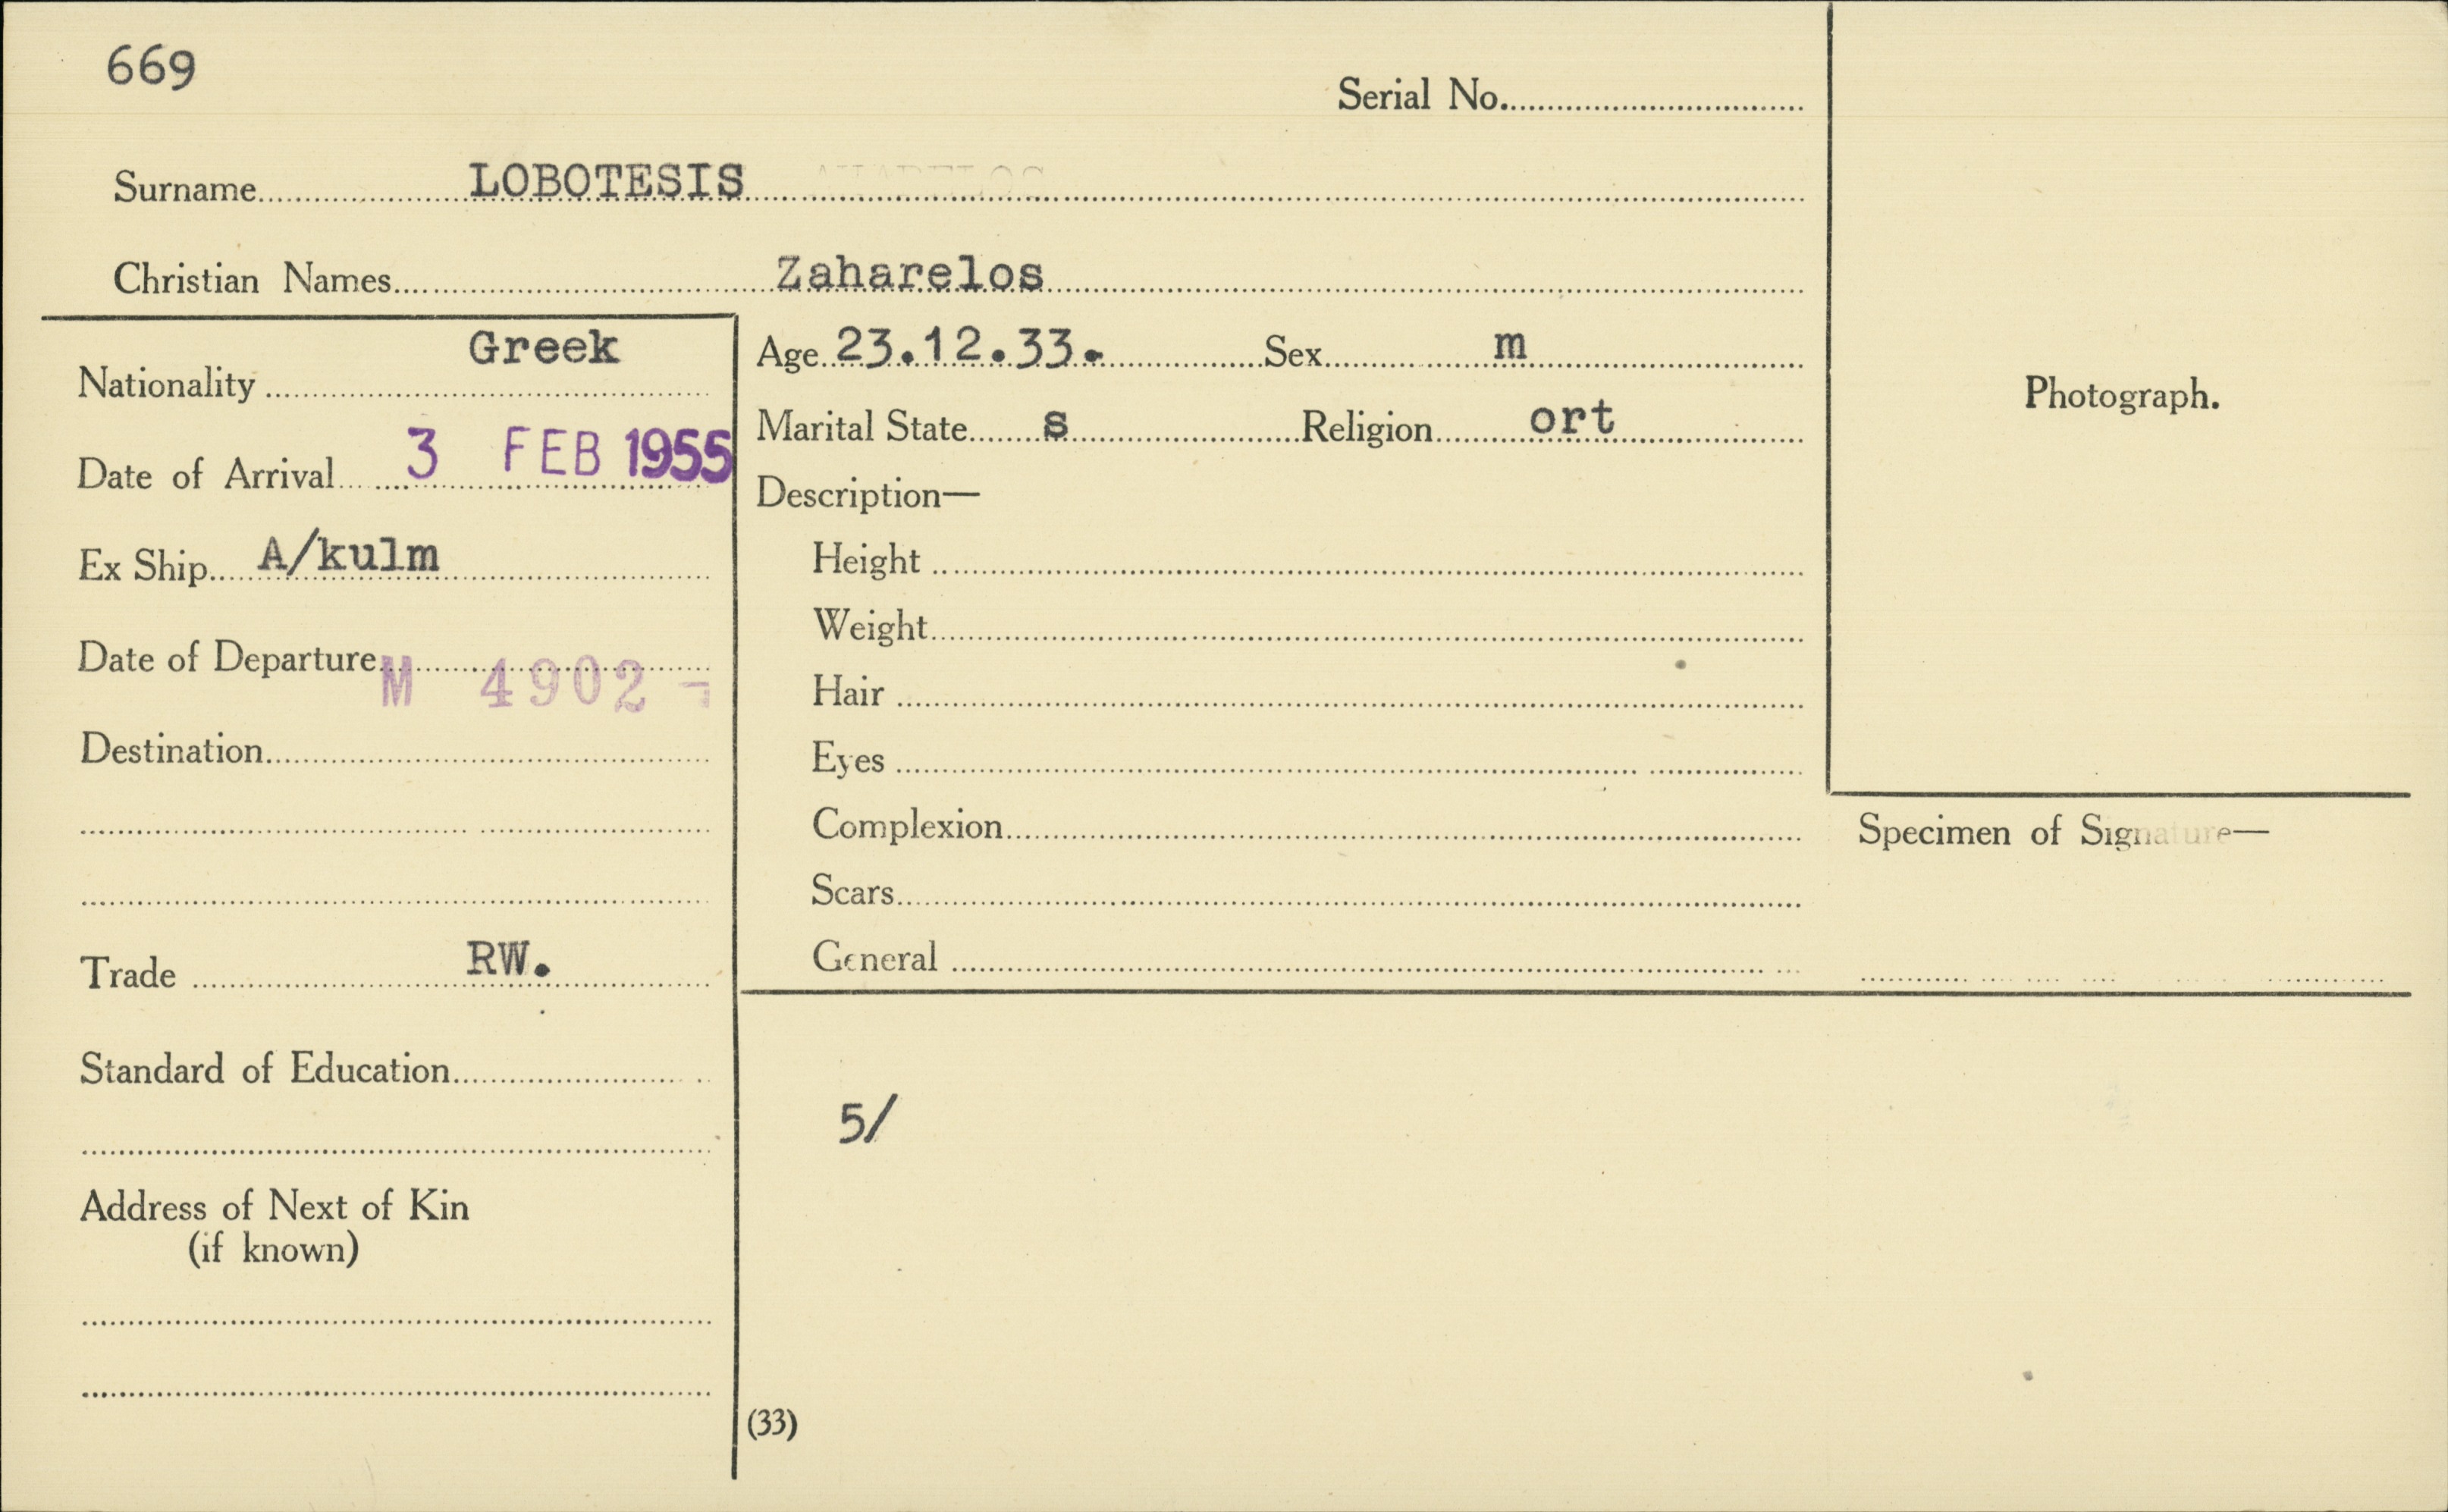 669
Serial No.
Surname LOBOTESIS
Christian Names Zaharelos
Nationality Greek
Date of Arrival 3 FEB 1955
Ex Ship A/kulm
Date of Departure M 4902
Destination
Trade RW.
Standard of Education
Address of Next of Kin
(if known)
Age 23.12.33. Sex m
Marital State s Religion ort
Description—
Height
Weight
Hair
Eyes
Complexion
Scars
General
Photograph.
Specimen of Signature—
5/
(33)